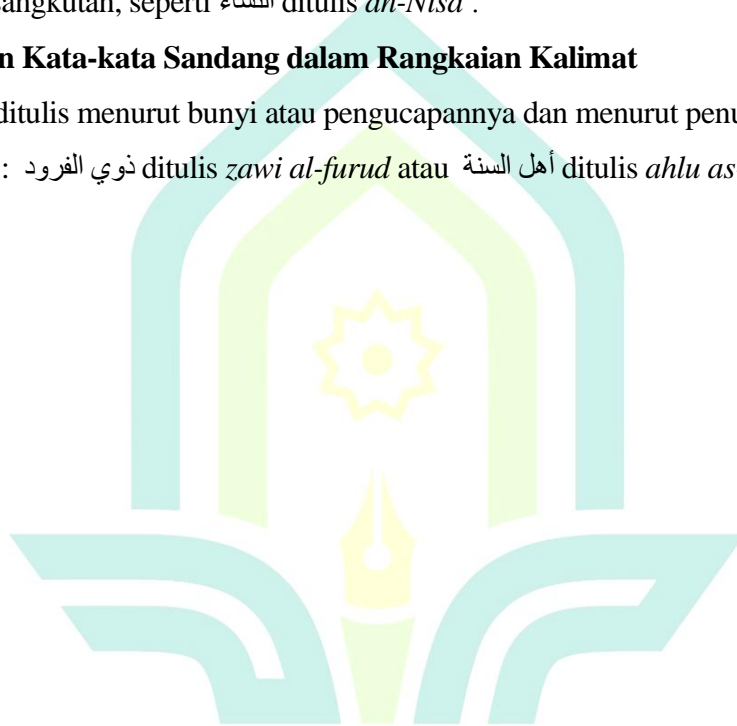 sangkutan, seperti النساء ditulis an-Nisa'.
n Kata-kata Sandang dalam Rangkaian Kalimat
ditulis menurut bunyi atau pengucapannya dan menurut penu
: ذوي الفرود ditulis zawi al-furud atau أهل السنة ditulis ahlu as